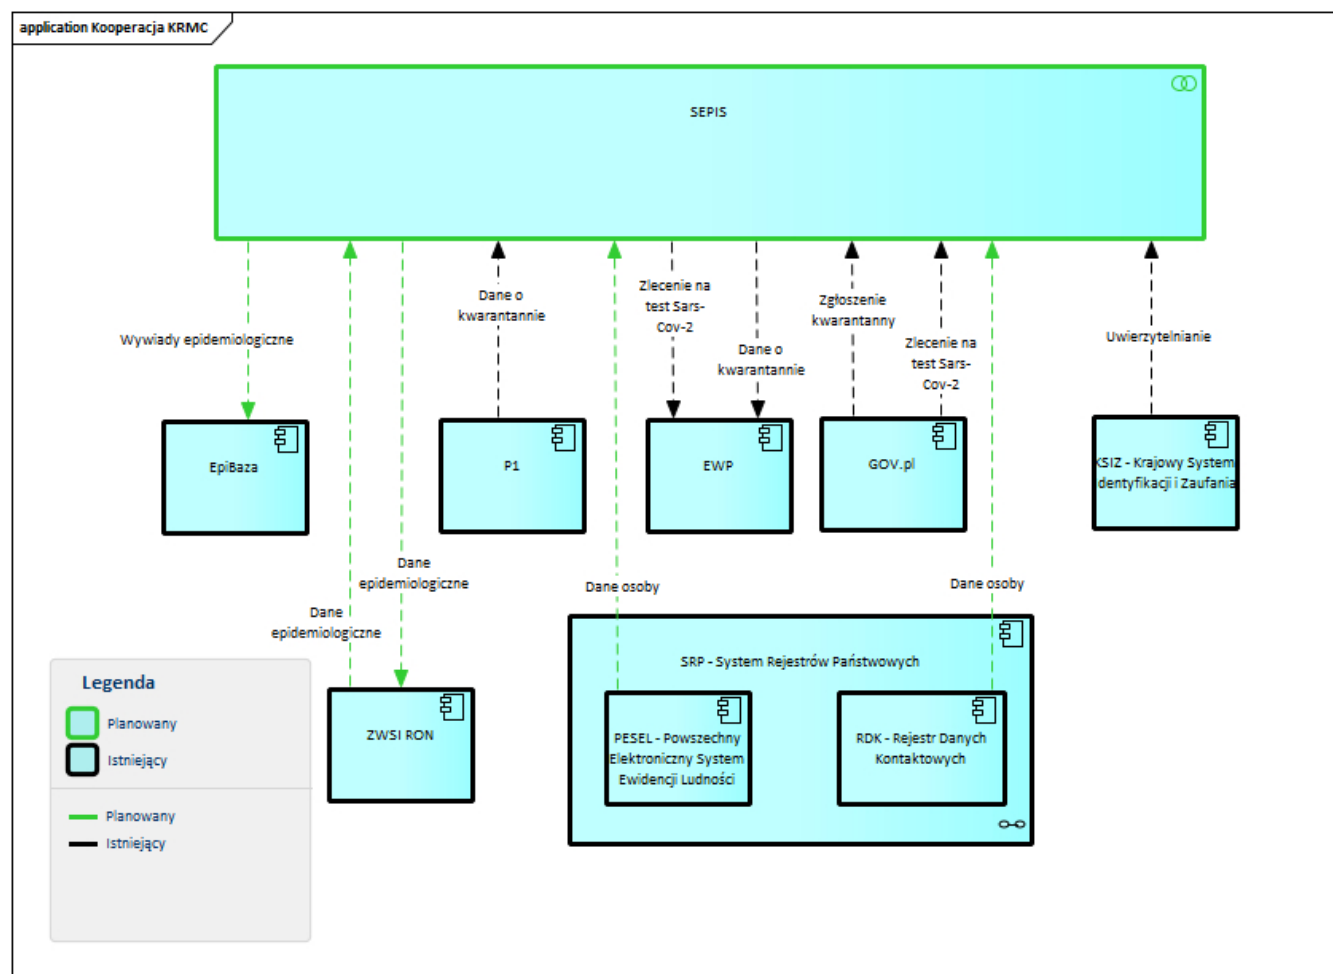 application Kooperacja KRMC
SEPIS
Wywiady epidemiologiczne
Dane o
kwarantannie
Zlecenie na
test Sars-
Cov-2
Dane o
kwarantannie
Zgłoszenie
kwarantanny
Zlecenie na
test Sars-
Cov-2
Uwierzytelnianie
EpiBaza
P1
EWP
GOV.pl
KSIZ - Krajowy System
dentyfikacji i Zaufania
Dane
epidemiologiczne
Dane
epidemiologiczne
Dane osoby
Dane osoby
ZWSI RON
SRP - System Rejestrów Państwowych
PESEL - Powszechny
Elektroniczny System
Ewidencji Ludności
RDK - Rejestr Danych
Kontaktowych
Legenda
Planowany
Istniejący
Planowany
Istniejący